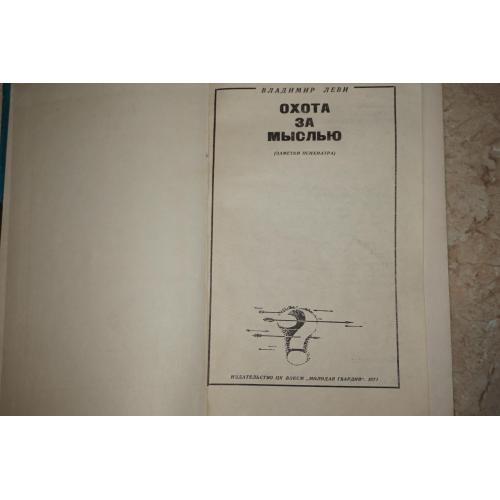 ВЛАДИМИР ЛЕВИ
ОХОТА
ЗА
МЫСЛЬЮ
(ЗАМЕТКИ ПСИХИАТРА)
ИЗДАТЕЛЬСТВО ЦК ВЛКСМ „МОЛОДАЯ ГВАРДИЯ“. 1971